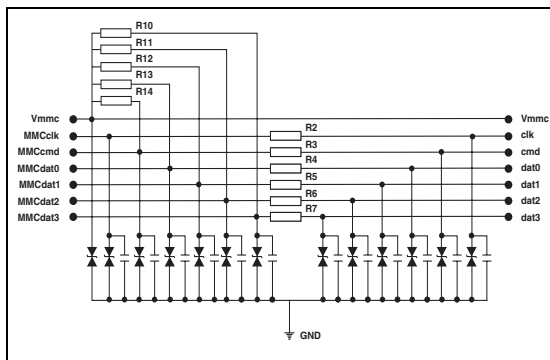 R10
R11
R12
R13
R14
Vmmc Vmmc
MMCclk R2 clk
MMCcmd R3 cmd
MMCdat0 R4 dat0
MMCdat1 R5 dat1
MMCdat2 R6 dat2
MMCdat3 R7 dat3
GND